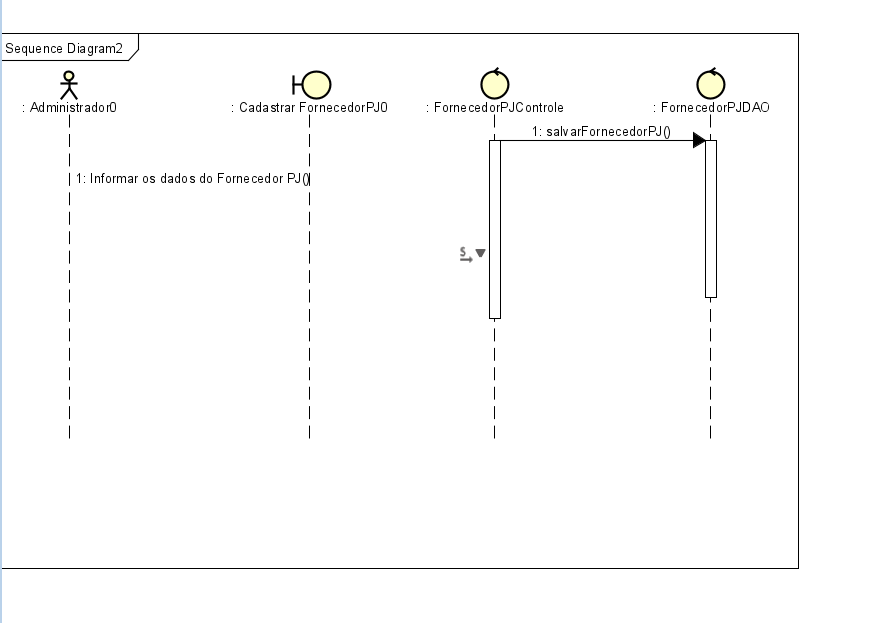 Sequence Diagram2
: Administrador0
: Cadastrar FornecedorPJ0
: FornecedorPJControle
: FornecedorPJDAO
1: salvarFornecedorPJ()
1: Informar os dados do Fornecedor PJ()
S